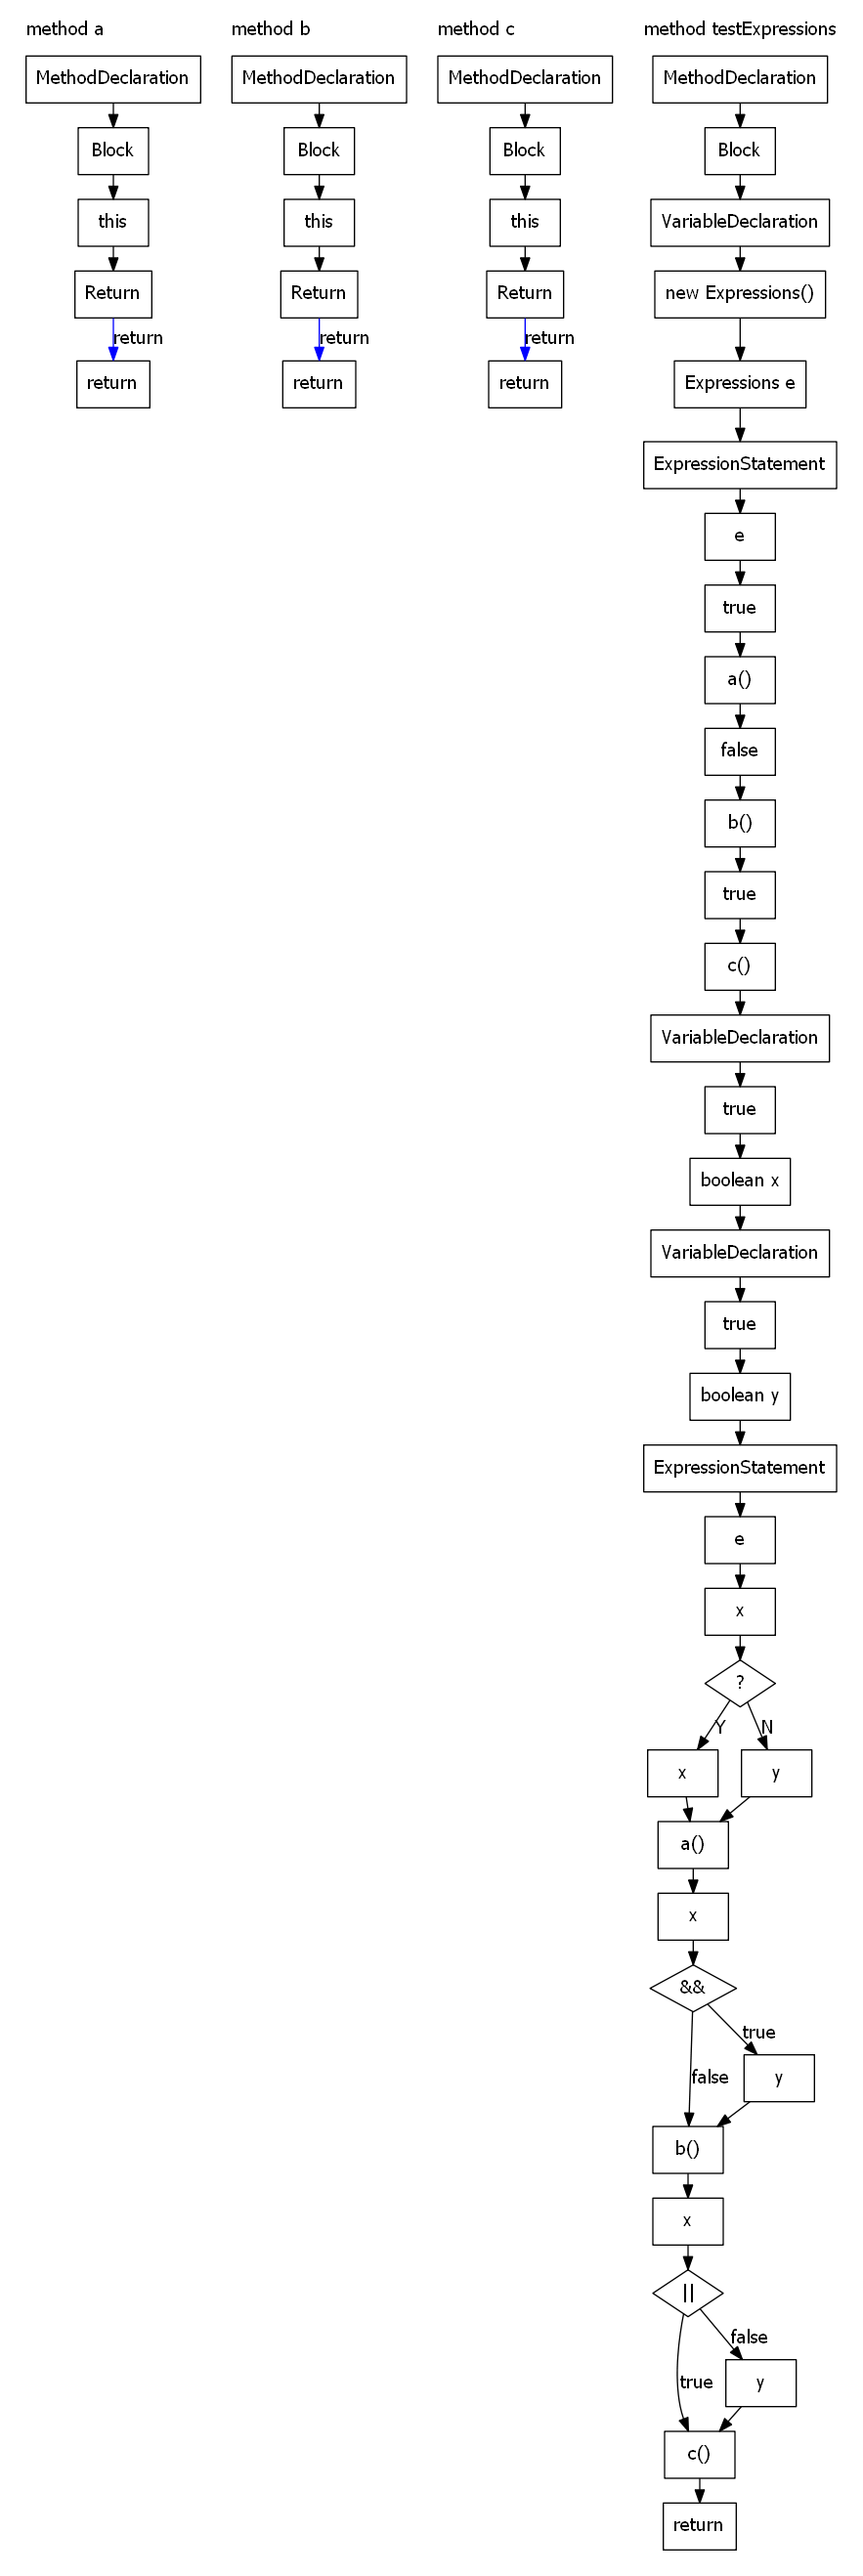 method a
MethodDeclaration
Block
this
Return
return
return
method b
MethodDeclaration
Block
this
Return
return
return
method c
MethodDeclaration
Block
this
Return
return
return
method testExpressions
MethodDeclaration
Block
VariableDeclaration
new Expressions()
Expressions e
ExpressionStatement
e
true
a()
false
b()
true
c()
VariableDeclaration
true
boolean x
VariableDeclaration
true
boolean y
ExpressionStatement
e
x
?
Y
N
x
y
a()
x
&&
true
false
y
b()
x
||
false
true
y
c()
return